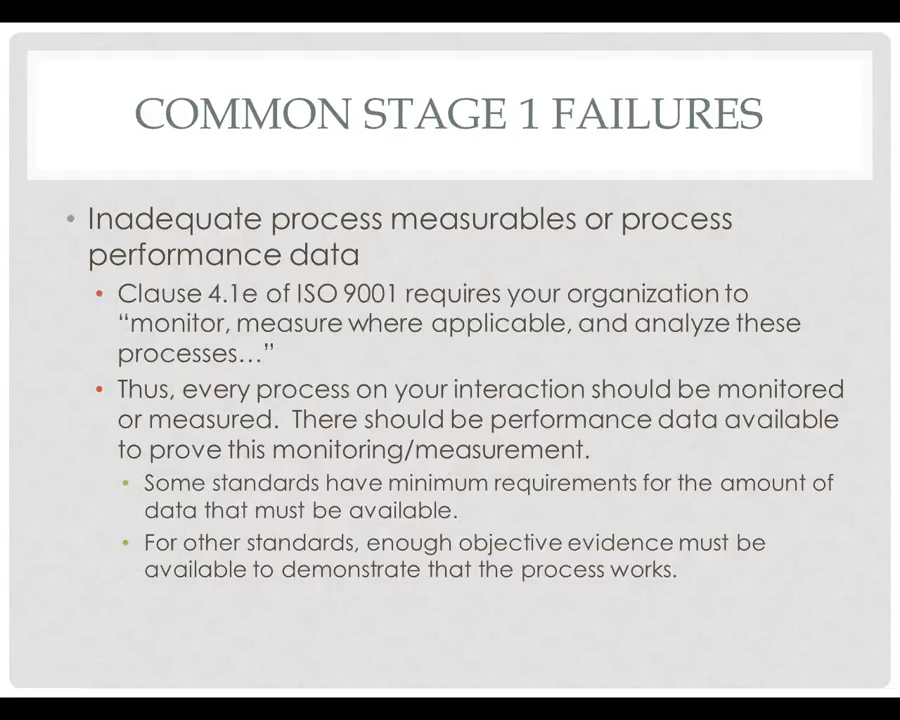 COMMON STAGE 1 FAILURES
• Inadequate process measurables or process
performance data
• Clause 4.1e of ISO 9001 requires your organization to
“monitor, measure where applicable, and analyze these
processes…”
• Thus, every process on your interaction should be monitored
or measured.  There should be performance data available
to prove this monitoring/measurement.
• Some standards have minimum requirements for the amount of
data that must be available.
• For other standards, enough objective evidence must be
available to demonstrate that the process works.